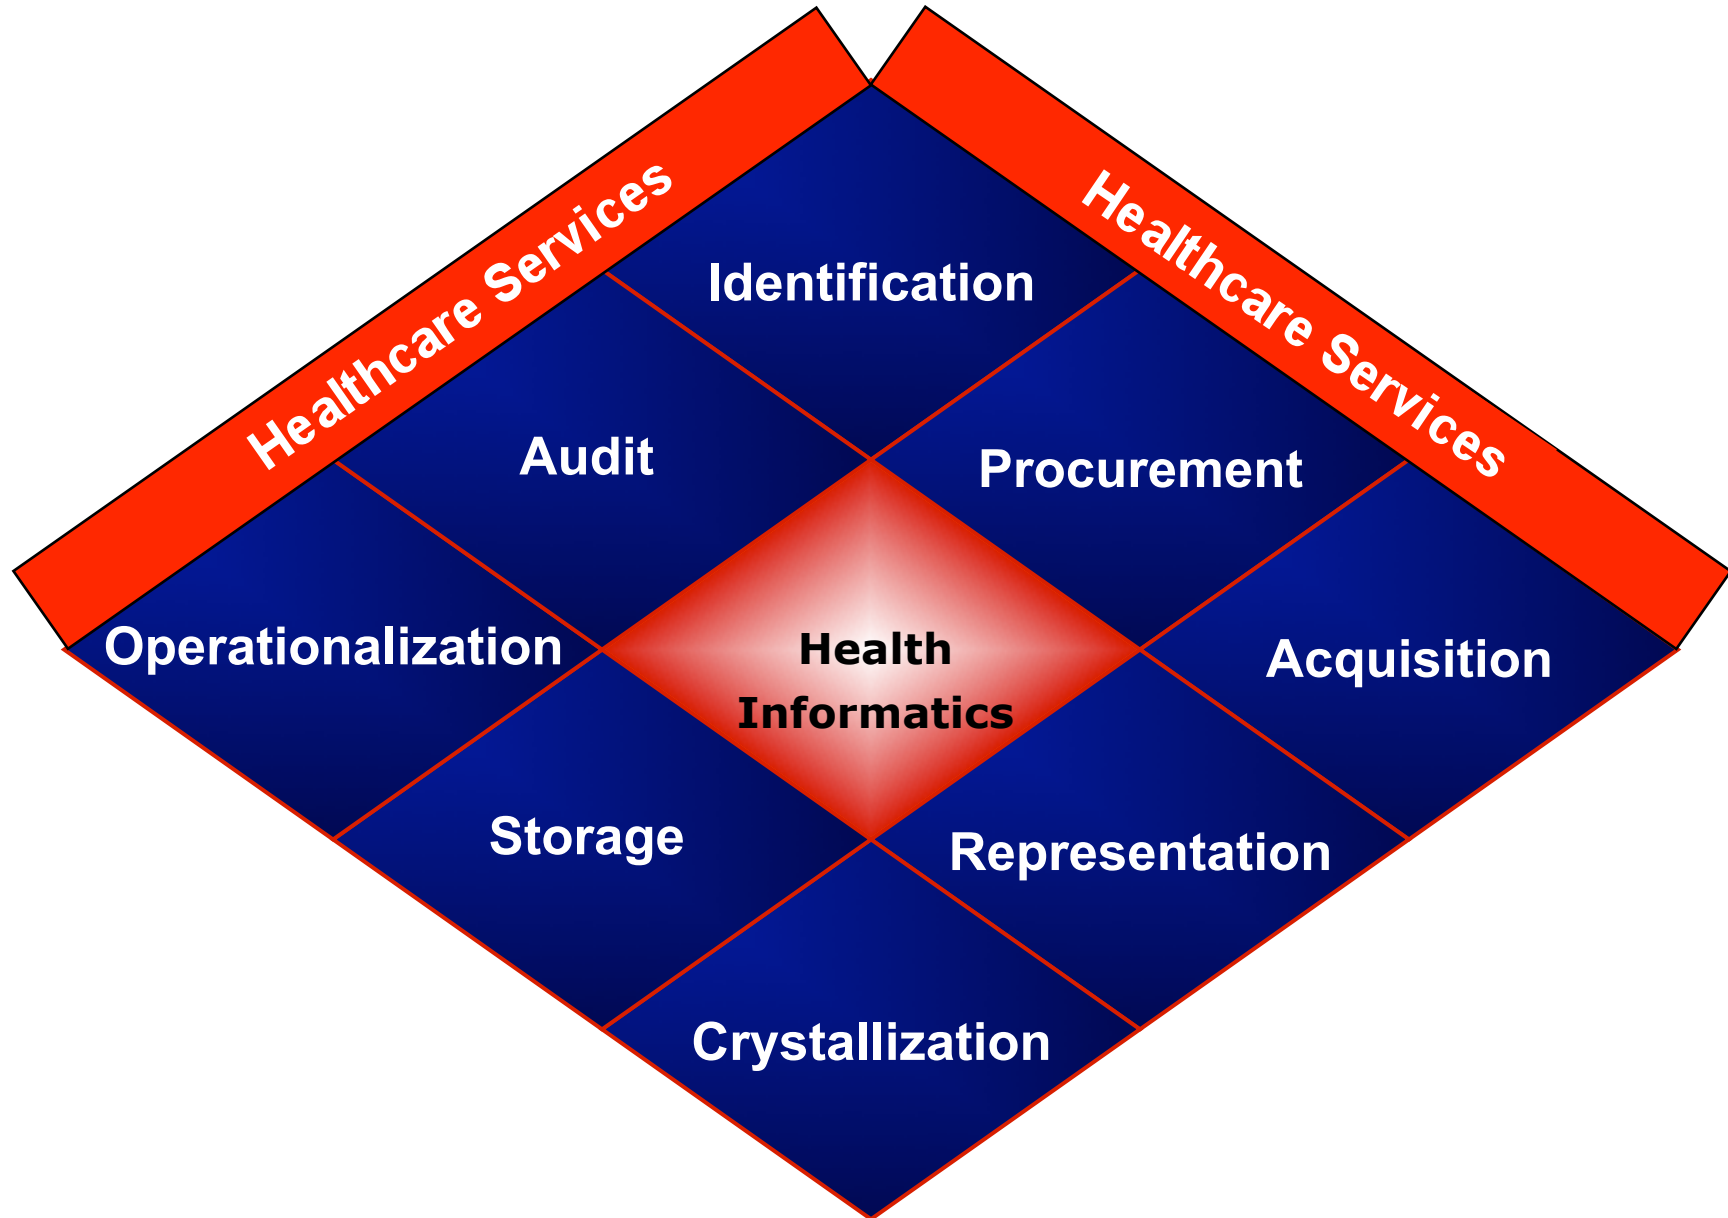 Healthcare Services
Healthcare Services
Identification
Audit
Procurement
Operationalization
Health
Informatics
Acquisition
Storage
Representation
Crystallization